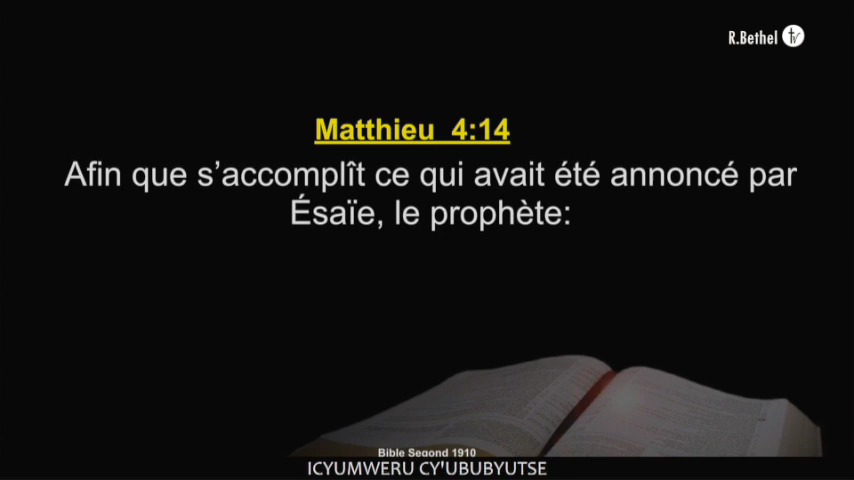 R.Bethel tv
Matthieu 4:14
Afin que s’accomplît ce qui avait été annoncé par
Ésaïe, le prophète:
Bible Segond 1910
ICYUMWERU CY'UBUBYUTSE